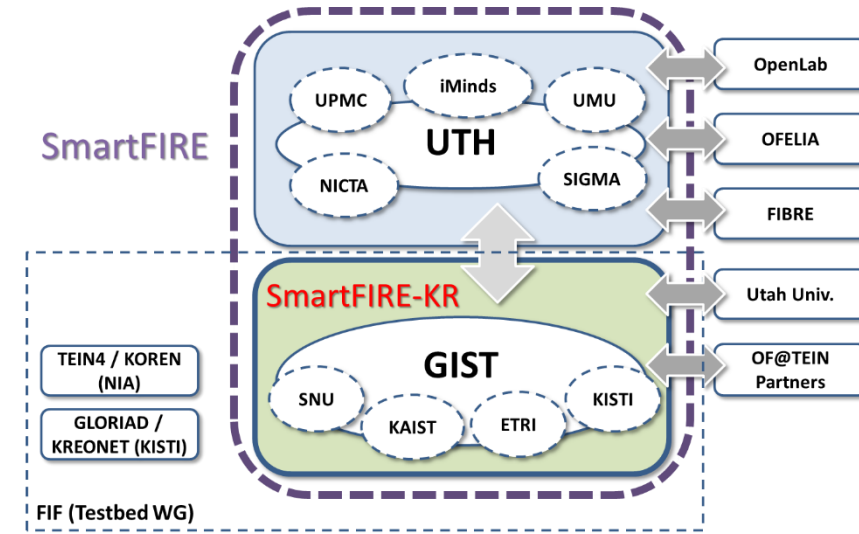 SmartFIRE
UPMC
iMinds
UMU
UTH
NICTA
SIGMA
OpenLab
OFELIA
FIBRE
SmartFIRE-KR
GIST
SNU
KAIST
ETRI
KISTI
Utah Univ.
OF@TEIN
Partners
TEIN4 / KOREN
(NIA)
GLORIAD /
KREONET (KISTI)
FIF (Testbed WG)